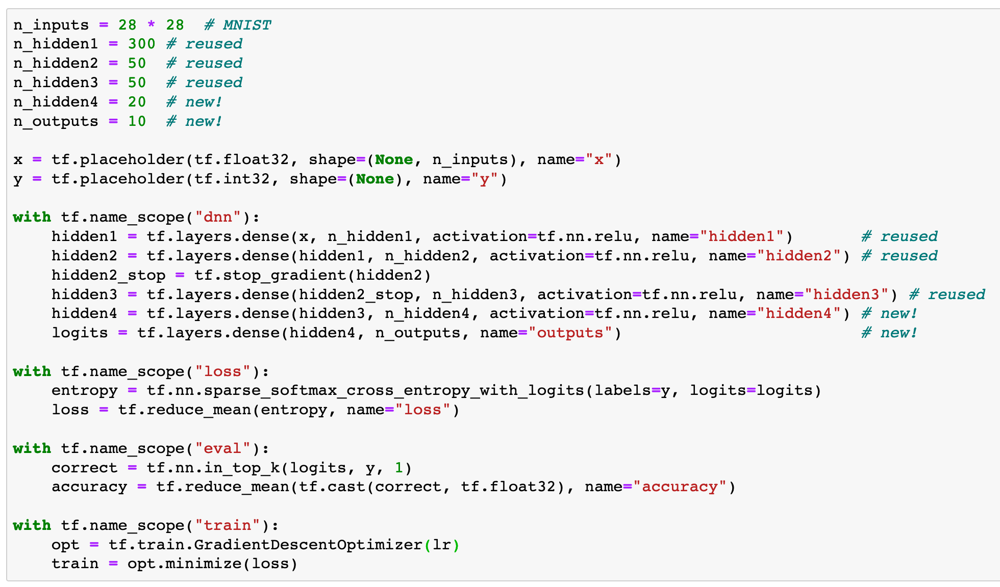 n_inputs = 28 * 28  # MNIST
n_hidden1 = 300 # reused
n_hidden2 = 50  # reused
n_hidden3 = 50  # reused
n_hidden4 = 20  # new!
n_outputs = 10  # new!

x = tf.placeholder(tf.float32, shape=(None, n_inputs), name="x")
y = tf.placeholder(tf.int32, shape=(None), name="y")

with tf.name_scope("dnn"):
    hidden1 = tf.layers.dense(x, n_hidden1, activation=tf.nn.relu, name="hidden1")       # reused
    hidden2 = tf.layers.dense(hidden1, n_hidden2, activation=tf.nn.relu, name="hidden2") # reused
    hidden2_stop = tf.stop_gradient(hidden2)
    hidden3 = tf.layers.dense(hidden2_stop, n_hidden3, activation=tf.nn.relu, name="hidden3") # reused
    hidden4 = tf.layers.dense(hidden3, n_hidden4, activation=tf.nn.relu, name="hidden4") # new!
    logits = tf.layers.dense(hidden4, n_outputs, name="outputs")                         # new!

with tf.name_scope("loss"):
    entropy = tf.nn.sparse_softmax_cross_entropy_with_logits(labels=y, logits=logits)
    loss = tf.reduce_mean(entropy, name="loss")

with tf.name_scope("eval"):
    correct = tf.nn.in_top_k(logits, y, 1)
    accuracy = tf.reduce_mean(tf.cast(correct, tf.float32), name="accuracy")

with tf.name_scope("train"):
    opt = tf.train.GradientDescentOptimizer(lr)
    train = opt.minimize(loss)